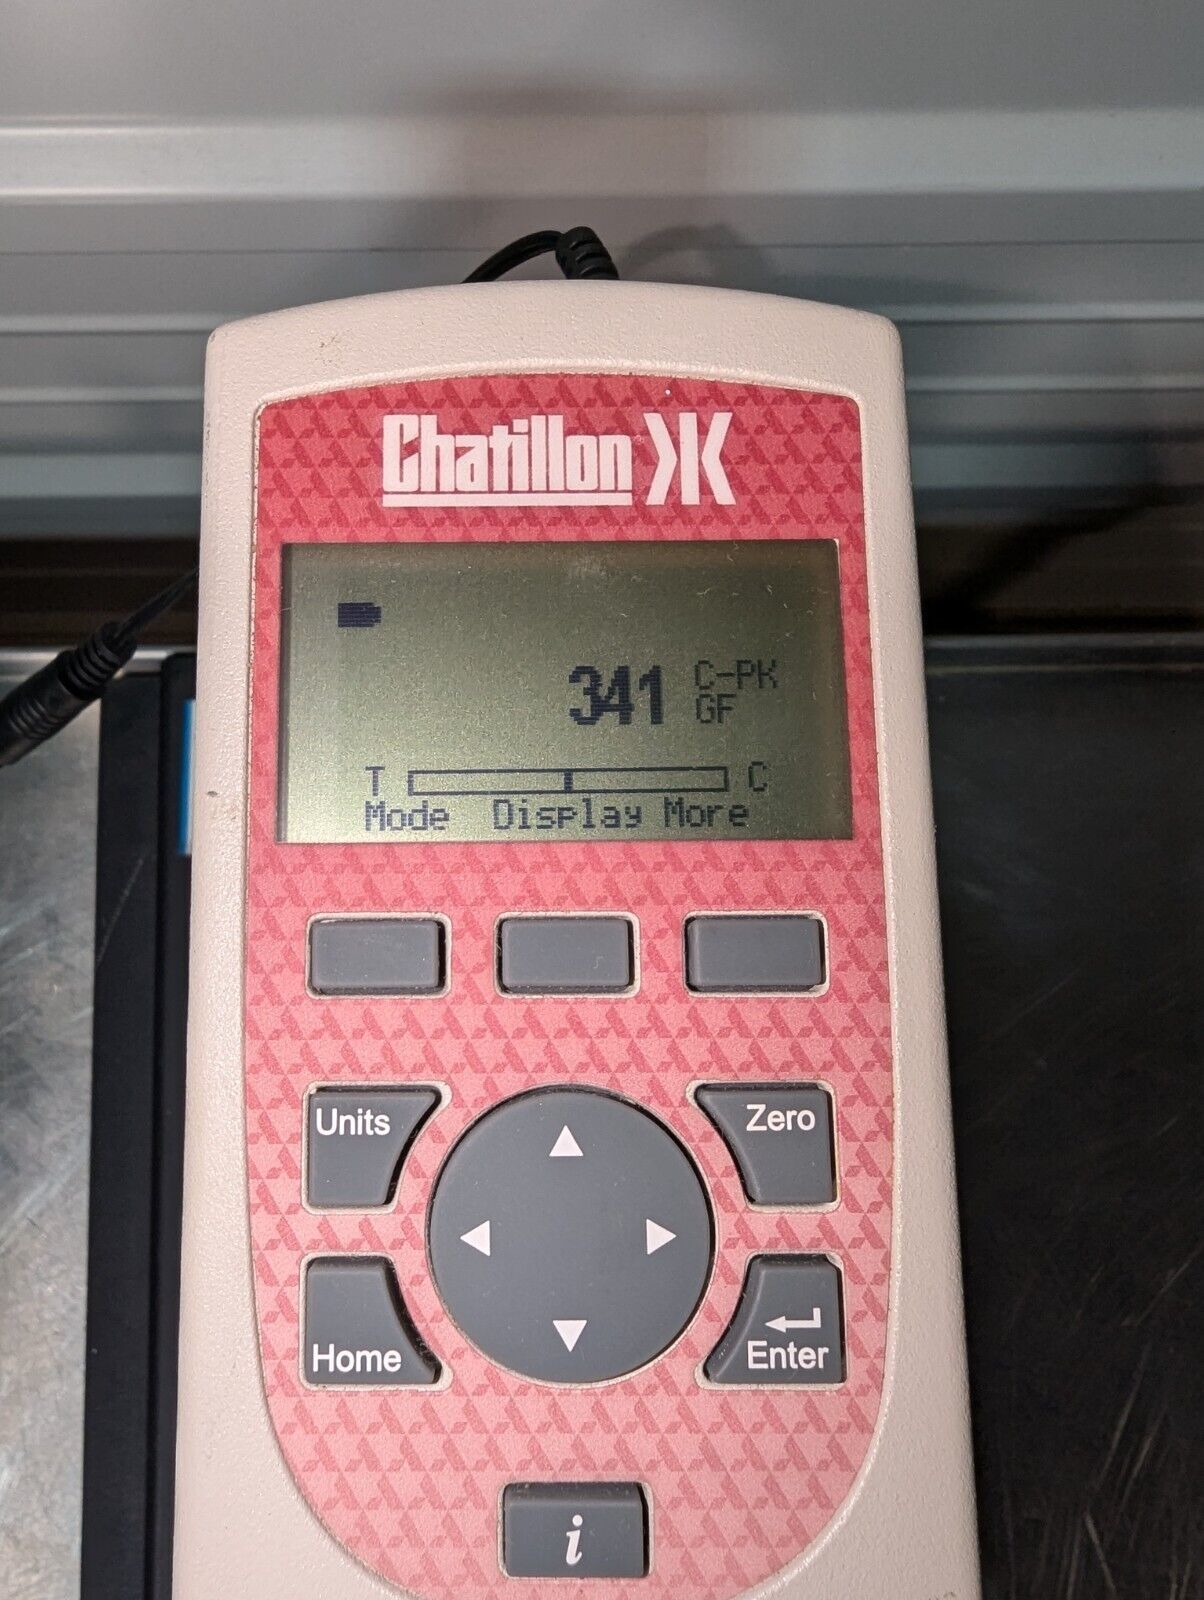 Chatillon
341 C-PK
GF
T C
Mode Display More
Units Zero
Home Enter
i